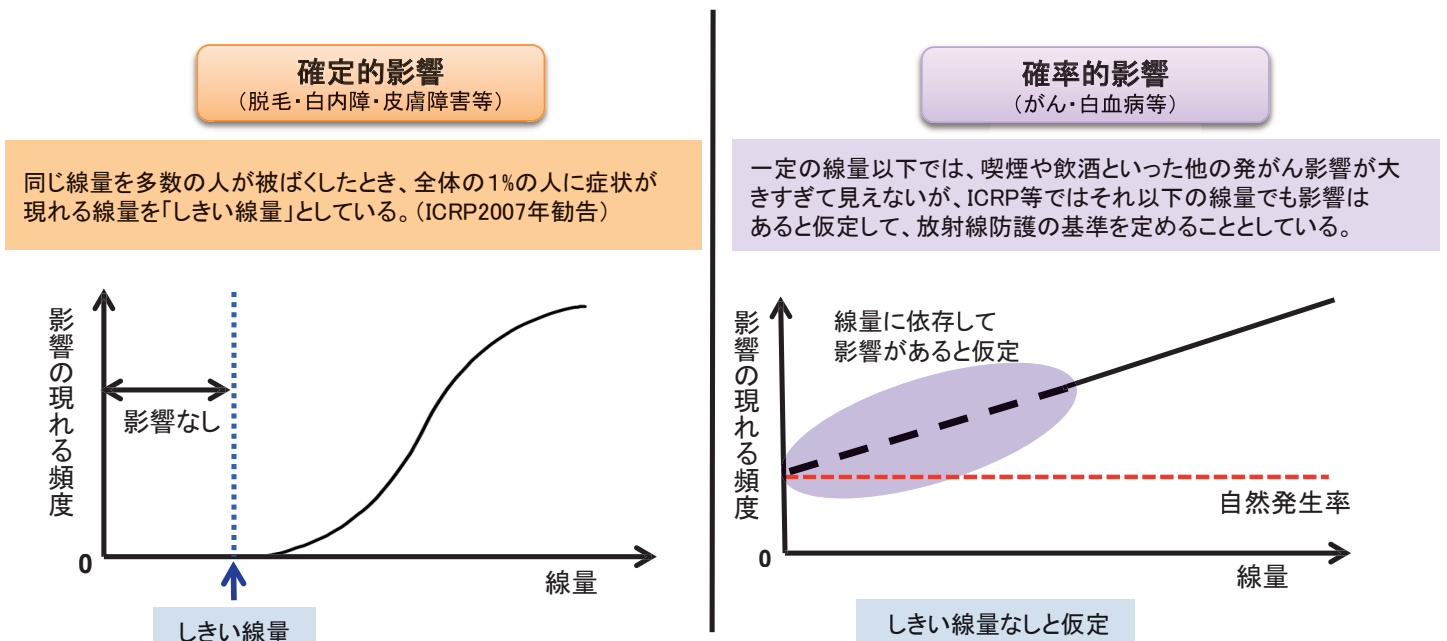 確定的影響
（脱毛・白内障・皮膚障害等）
同じ線量を多数の人が被ばくしたとき、全体の1%の人に症状が
現れる線量を「しきい線量」としている。（ICRP2007年勧告）
影響の現れる頻度
影響なし
0
線量
しきい線量
確率的影響
（がん・白血病等）
一定の線量以下では、喫煙や飲酒といった他の発がん影響が大
きすぎて見えないが、ICRP等ではそれ以下の線量でも影響は
あると仮定して、放射線防護の基準を定めることとしている。
影響の現れる頻度
線量に依存して
影響があると仮定
自然発生率
0
線量
しきい線量なしと仮定